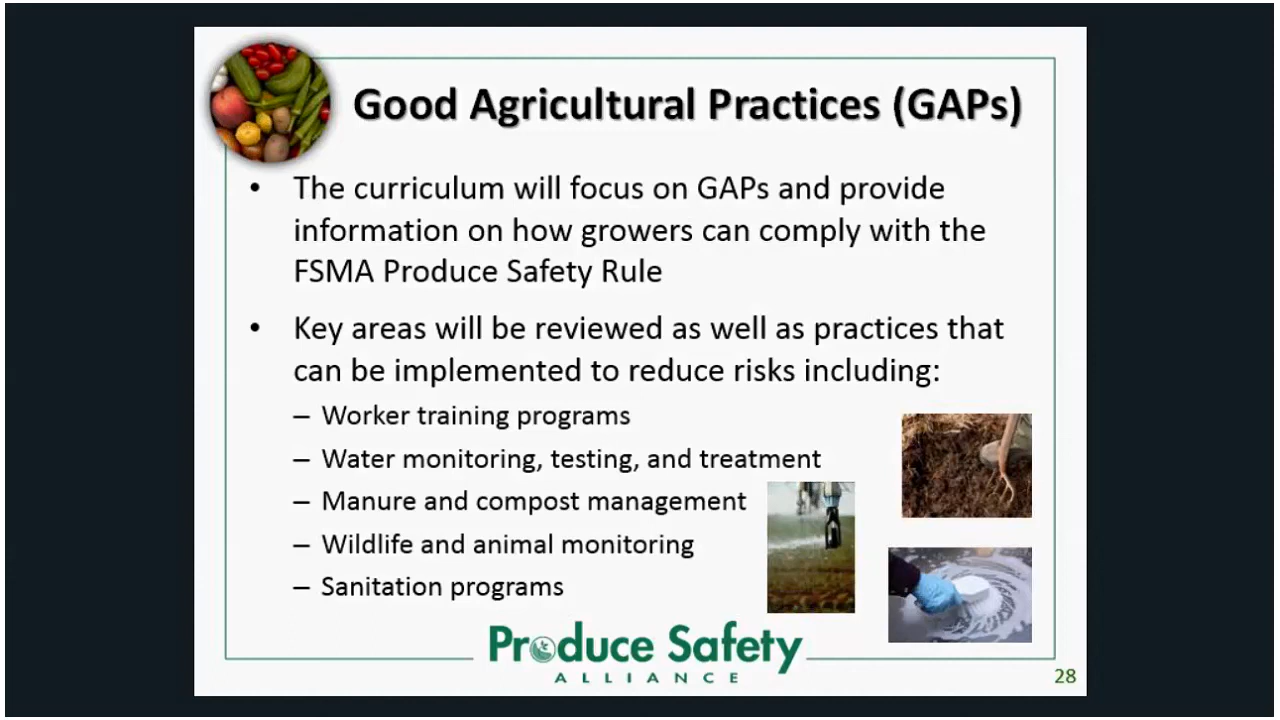 Good Agricultural Practices (GAPs)
• The curriculum will focus on GAPs and provide
information on how growers can comply with the
FSMA Produce Safety Rule
• Key areas will be reviewed as well as practices that
can be implemented to reduce risks including:
– Worker training programs
– Water monitoring, testing, and treatment
– Manure and compost management
– Wildlife and animal monitoring
– Sanitation programs
Produce Safety
ALLIANCE
28